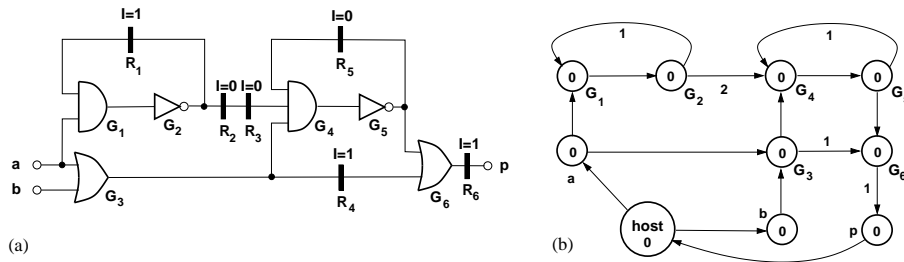 I=1
I=0
R₁
R₅
I=0 I=0
G₁
G₂
R₂ R₃
G₄
G₅
a
b
G₃
I=1
R₄
G₆
I=1
R₆
p
(a)
1
1
0
0
0
0
0
G₁
G₂
2
G₄
G₅
0
0
1
0
a
G₃
G₆
1
b
host
0
0
p
0
(b)